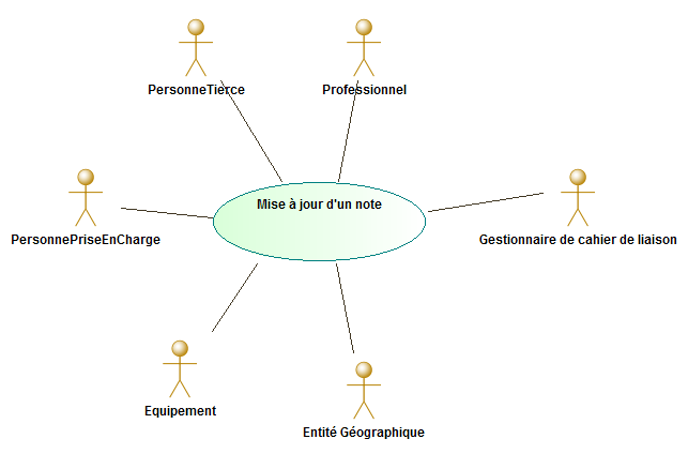 PersonneTierce
Professionnel
Mise à jour d'un note
PersonnePriseEnCharge
Gestionnaire de cahier de liaison
Equipement
Entité Géographique